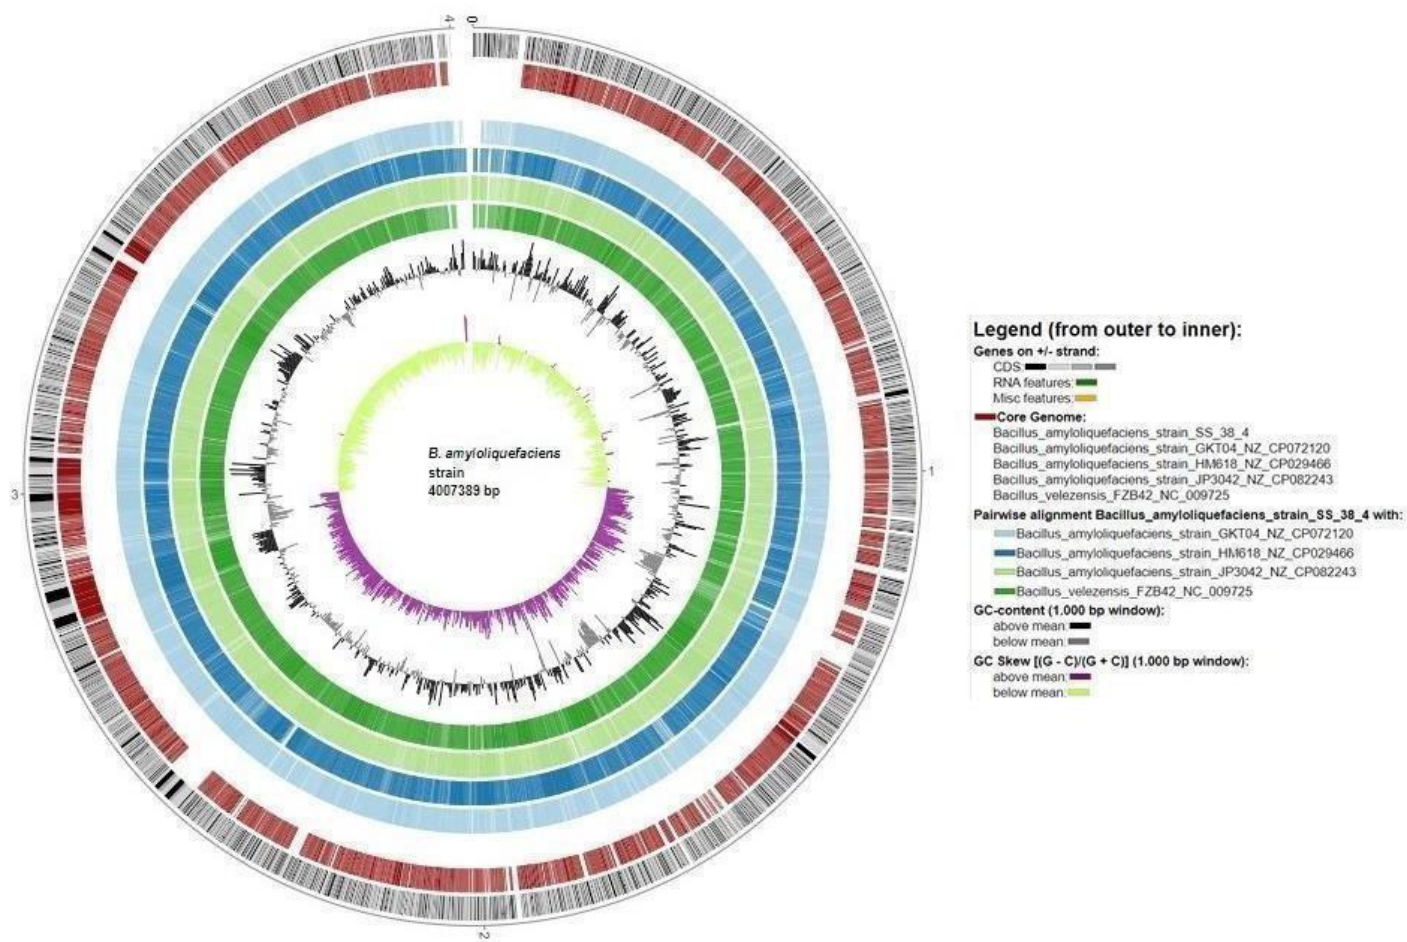 4
0
1
2
3
B. amyloliquefaciens
strain
4007389 bp
Legend (from outer to inner):
Genes on +/- strand:
CDS:
RNA features:
Misc features:
Core Genome:
Bacillus_amyloliquefaciens_strain_SS_38_4
Bacillus_amyloliquefaciens_strain_GKT04_NZ_CP072120
Bacillus_amyloliquefaciens_strain_HM618_NZ_CP029466
Bacillus_amyloliquefaciens_strain_JP3042_NZ_CP082243
Bacillus_velezensis_FZB42_NC_009725
Pairwise alignment Bacillus_amyloliquefaciens_strain_SS_38_4 with:
Bacillus_amyloliquefaciens_strain_GKT04_NZ_CP072120
Bacillus_amyloliquefaciens_strain_HM618_NZ_CP029466
Bacillus_amyloliquefaciens_strain_JP3042_NZ_CP082243
Bacillus_velezensis_FZB42_NC_009725
GC-content (1.000 bp window):
above mean:
below mean:
GC Skew [(G - C)/(G + C)] (1.000 bp window):
above mean:
below mean: